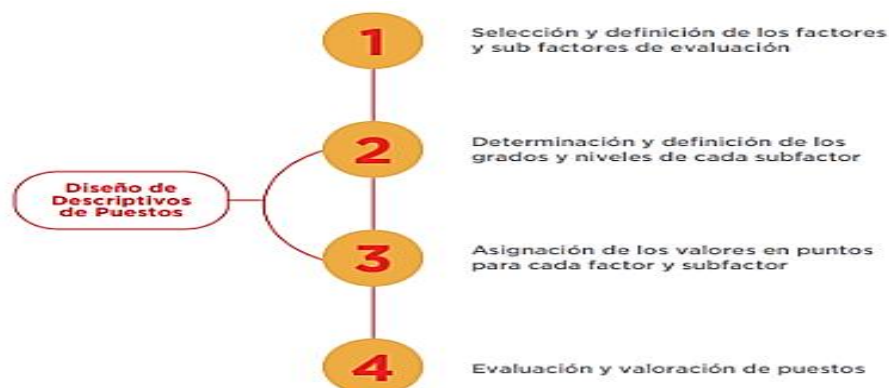 1
Selección y definición de los factores
y sub factores de evaluación
2
Determinación y definición de los
grados y niveles de cada subfactor
Diseño de
Descriptivos
de Puestos
3
Asignación de los valores en puntos
para cada factor y subfactor
4
Evaluación y valoración de puestos